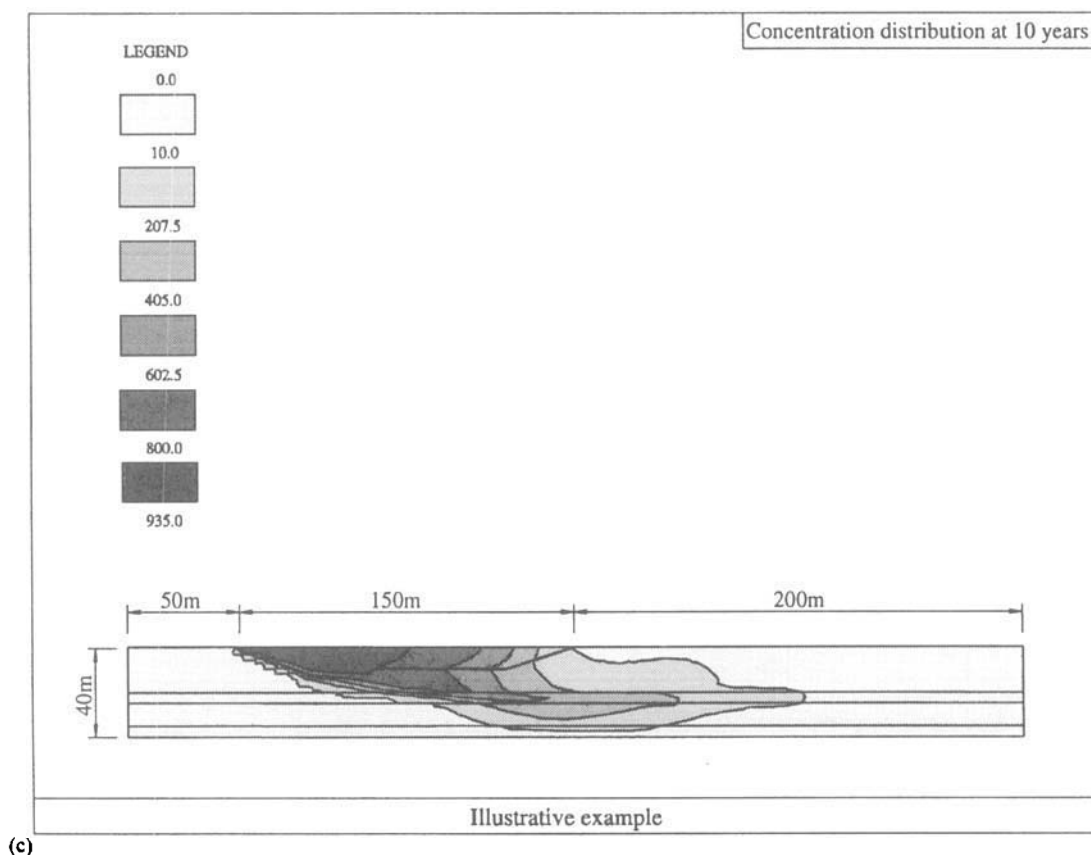 Concentration distribution at 10 years
LEGEND
0.0
10.0
207.5
405.0
602.5
800.0
935.0
50m
150m
200m
40m
Illustrative example
(c)